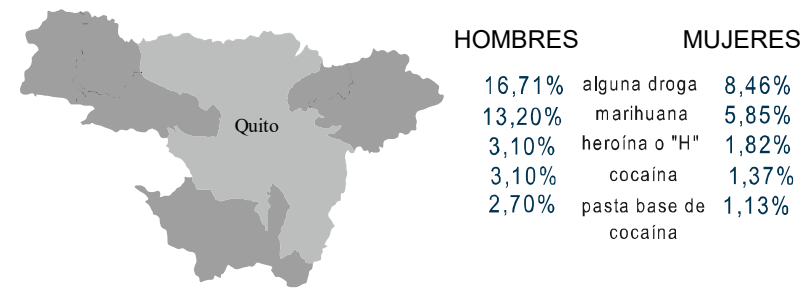 HOMBRES MUJERES
16,71% alguna droga 8,46%
13,20% marihuana 5,85%
Quito
3,10% heroína o "H" 1,82%
3,10% cocaína 1,37%
2,70% pasta base de 1,13%
cocaína